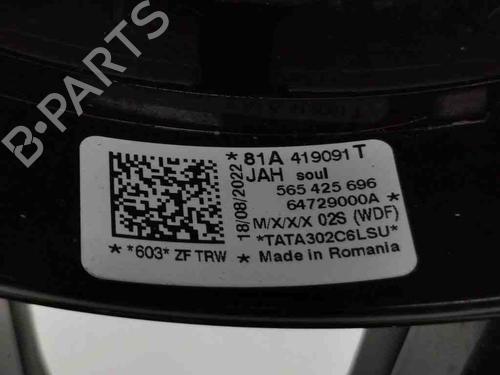 *81A 419091 T
JAH soul
565 425 696
64729000A
M/X/X/X 02S (WDF)
*TATA302C6LSU*
* *603* ZF TRW * Made in Romania
18/08/2022
B-PARTS